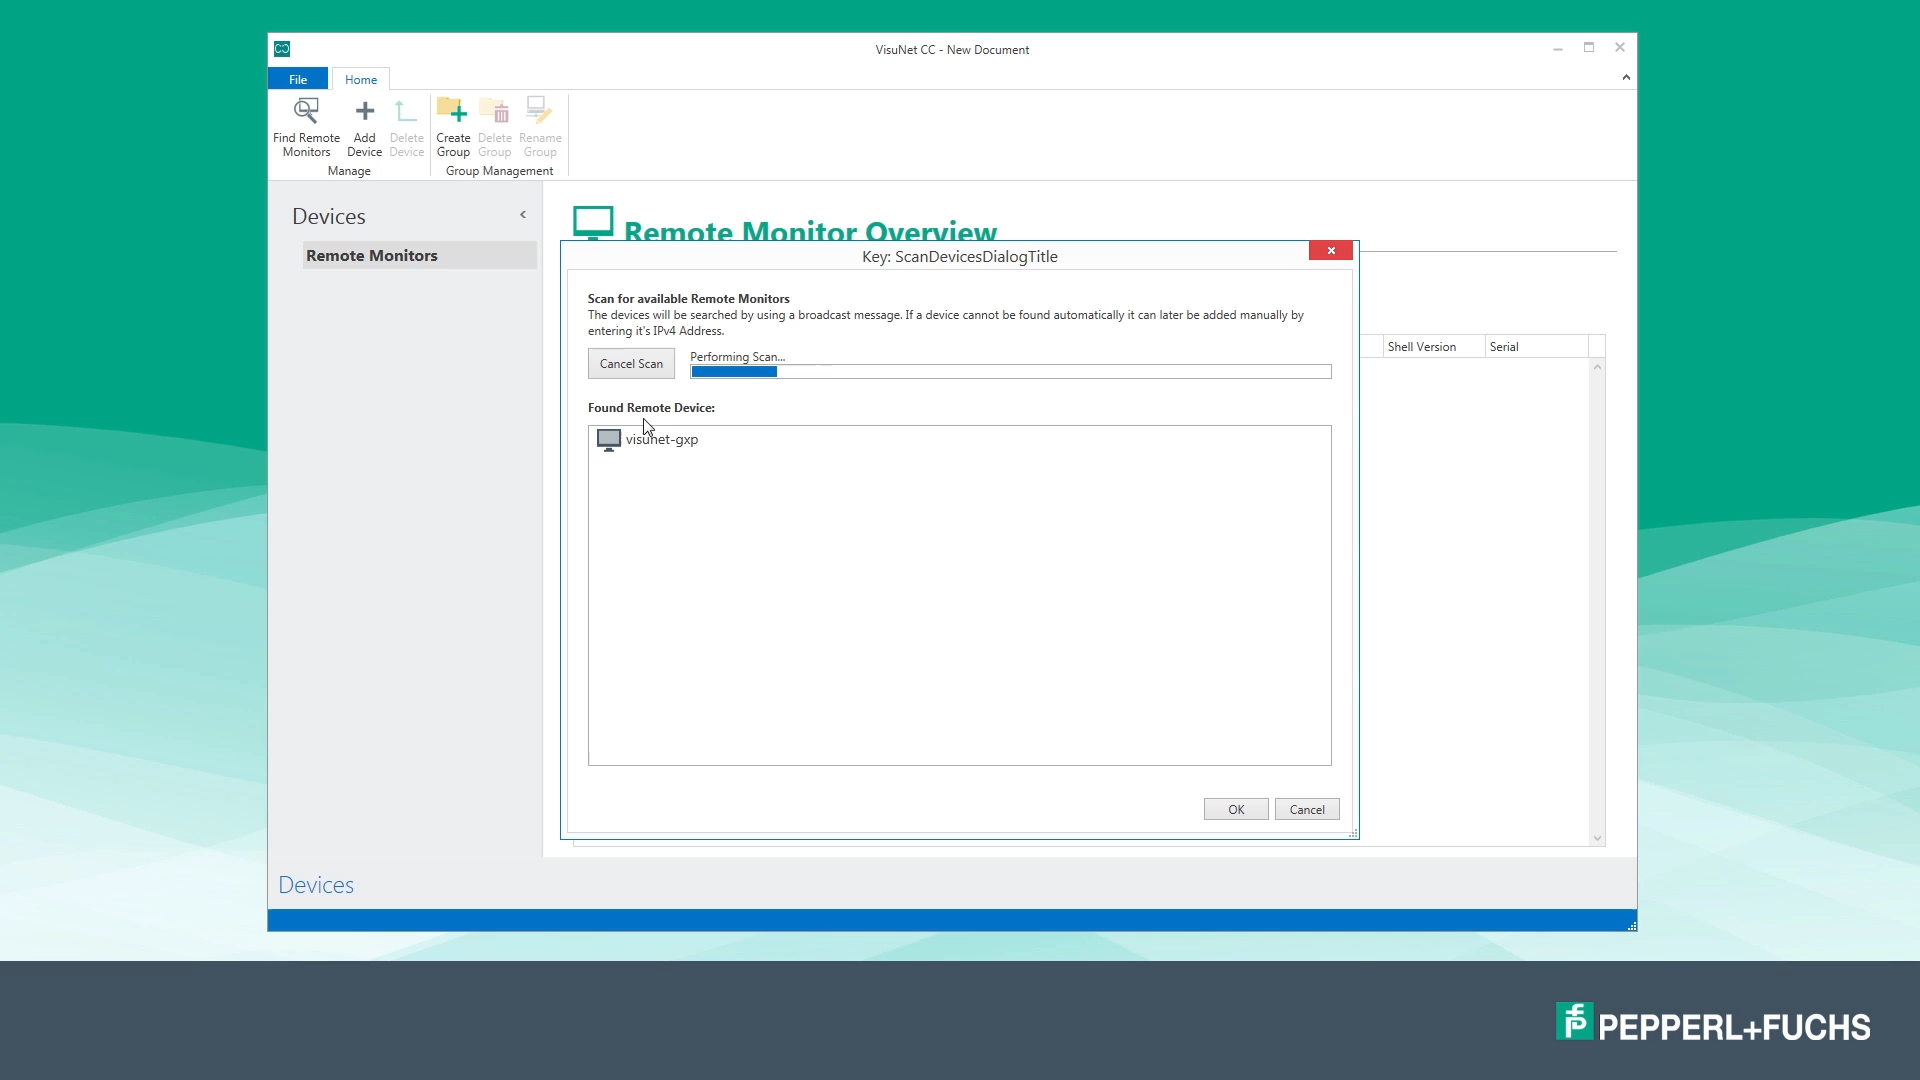 VisuNet CC - New Document
File
Home
Find Remote
Monitors
Add
Device
Delete
Device
Manage
Create
Group
Delete
Group
Rename
Group
Group Management
Devices
Remote Monitors
Remote Monitor Overview
Key: ScanDevicesDialogTitle
Scan for available Remote Monitors
The devices will be searched by using a broadcast message. If a device cannot be found automatically it can later be added manually by
entering it's IPv4 Address.
Cancel Scan
Performing Scan...
Shell Version
Serial
Found Remote Device:
visunet-gxp
OK
Cancel
Devices
PEPPERL+FUCHS